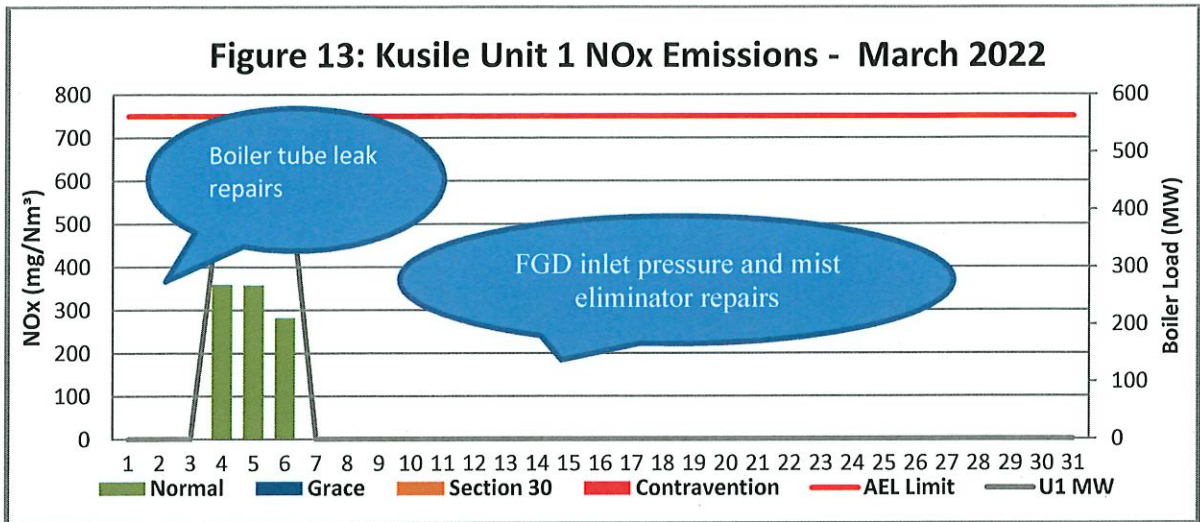 Figure 13: Kusile Unit 1 NOx Emissions - March 2022
800
700
600
500
400
300
200
100
0
NOx (mg/Nm³)
600
500
400
300
200
100
0
Boiler Load (MW)
Boiler tube leak
repairs
FGD inlet pressure and mist
eliminator repairs
1 2 3 4 5 6 7 8 9 10 11 12 13 14 15 16 17 18 19 20 21 22 23 24 25 26 27 28 29 30 31
Normal Grace Section 30 Contravention AEL Limit U1 MW